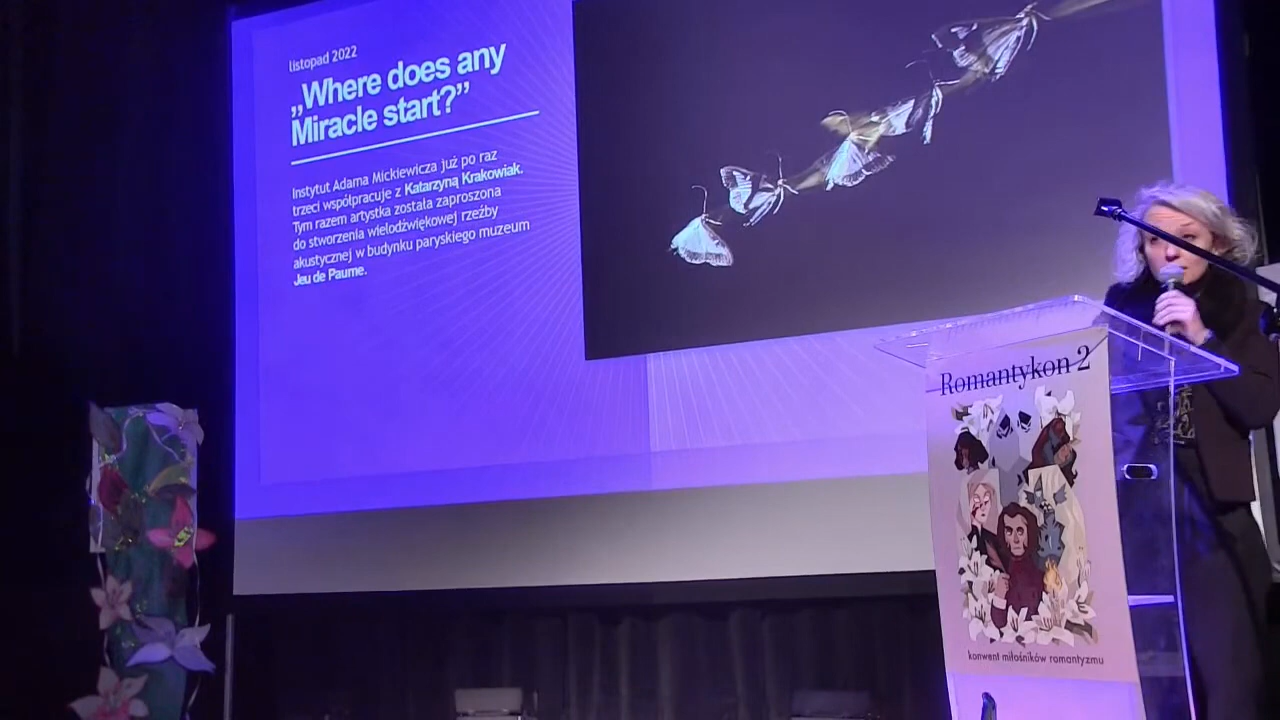 listopad 2022
„Where does any
Miracle start?”
Instytut Adama Mickiewicza już po raz
trzeci współpracuje z Katarzyną Krakowiak.
Tym razem artystka została zaproszona
do stworzenia wielodźwiękowej rzeźby
akustycznej w budynku paryskiego muzeum
Jeu de Paume.
Romantykon 2
konwent miłośników romantyzmu